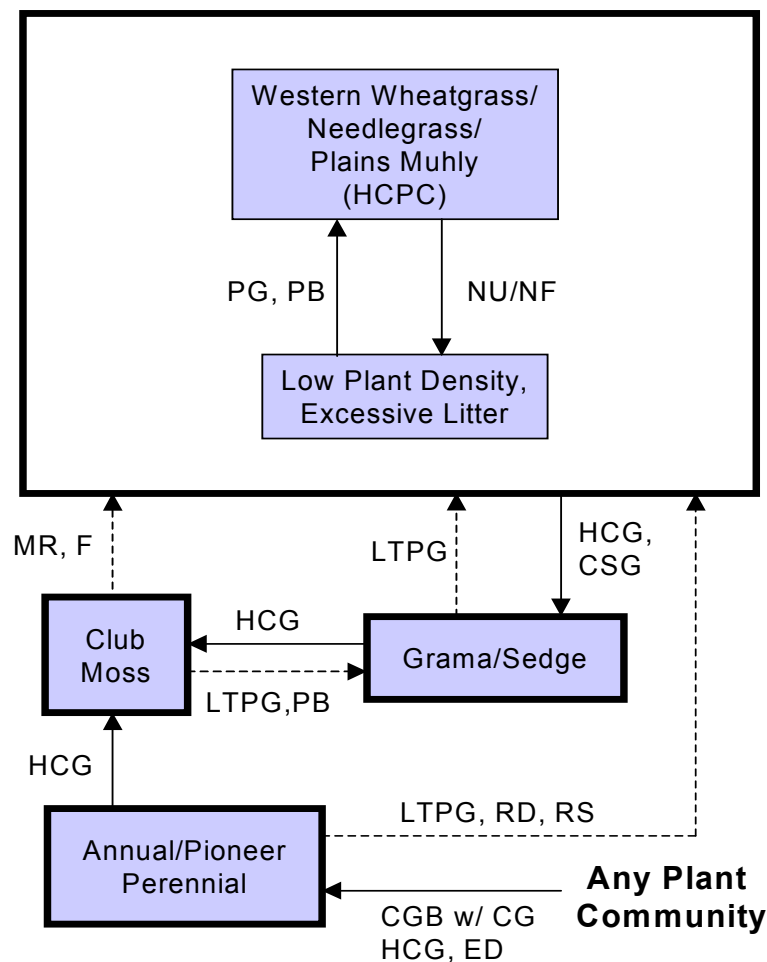 Western Wheatgrass/
Needlegrass/
Plains Muhly
(HCPC)
PG, PB
NU/NF
Low Plant Density,
Excessive Litter
MR, F
LTPG
HCG,
CSG
Club
Moss
HCG
Grama/Sedge
LTPG,PB
HCG
LTPG, RD, RS
Annual/Pioneer
Perennial
Any Plant
Community
CGB w/ CG
HCG, ED